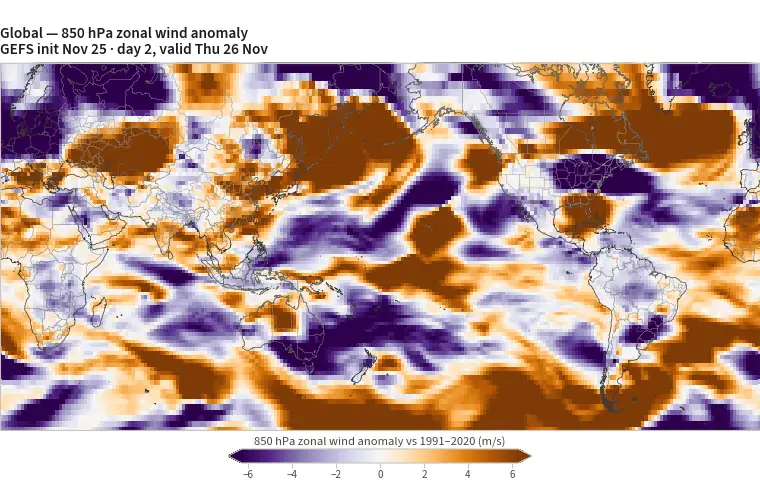 Global — 850 hPa zonal wind anomaly
GEFS init Nov 25 · day 2, valid Thu 26 Nov
850 hPa zonal wind anomaly vs 1991–2020 (m/s)
−6 −4 −2 0 2 4 6